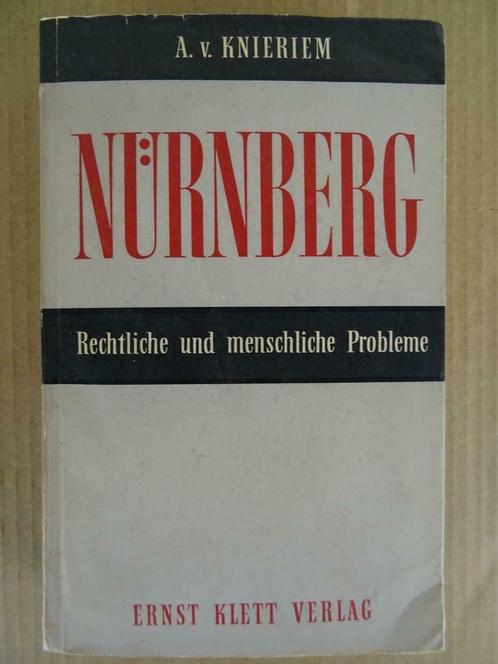 A. v. KNIERIEM
NÜRNBERG
Rechtliche und menschliche Probleme
ERNST KLETT VERLAG